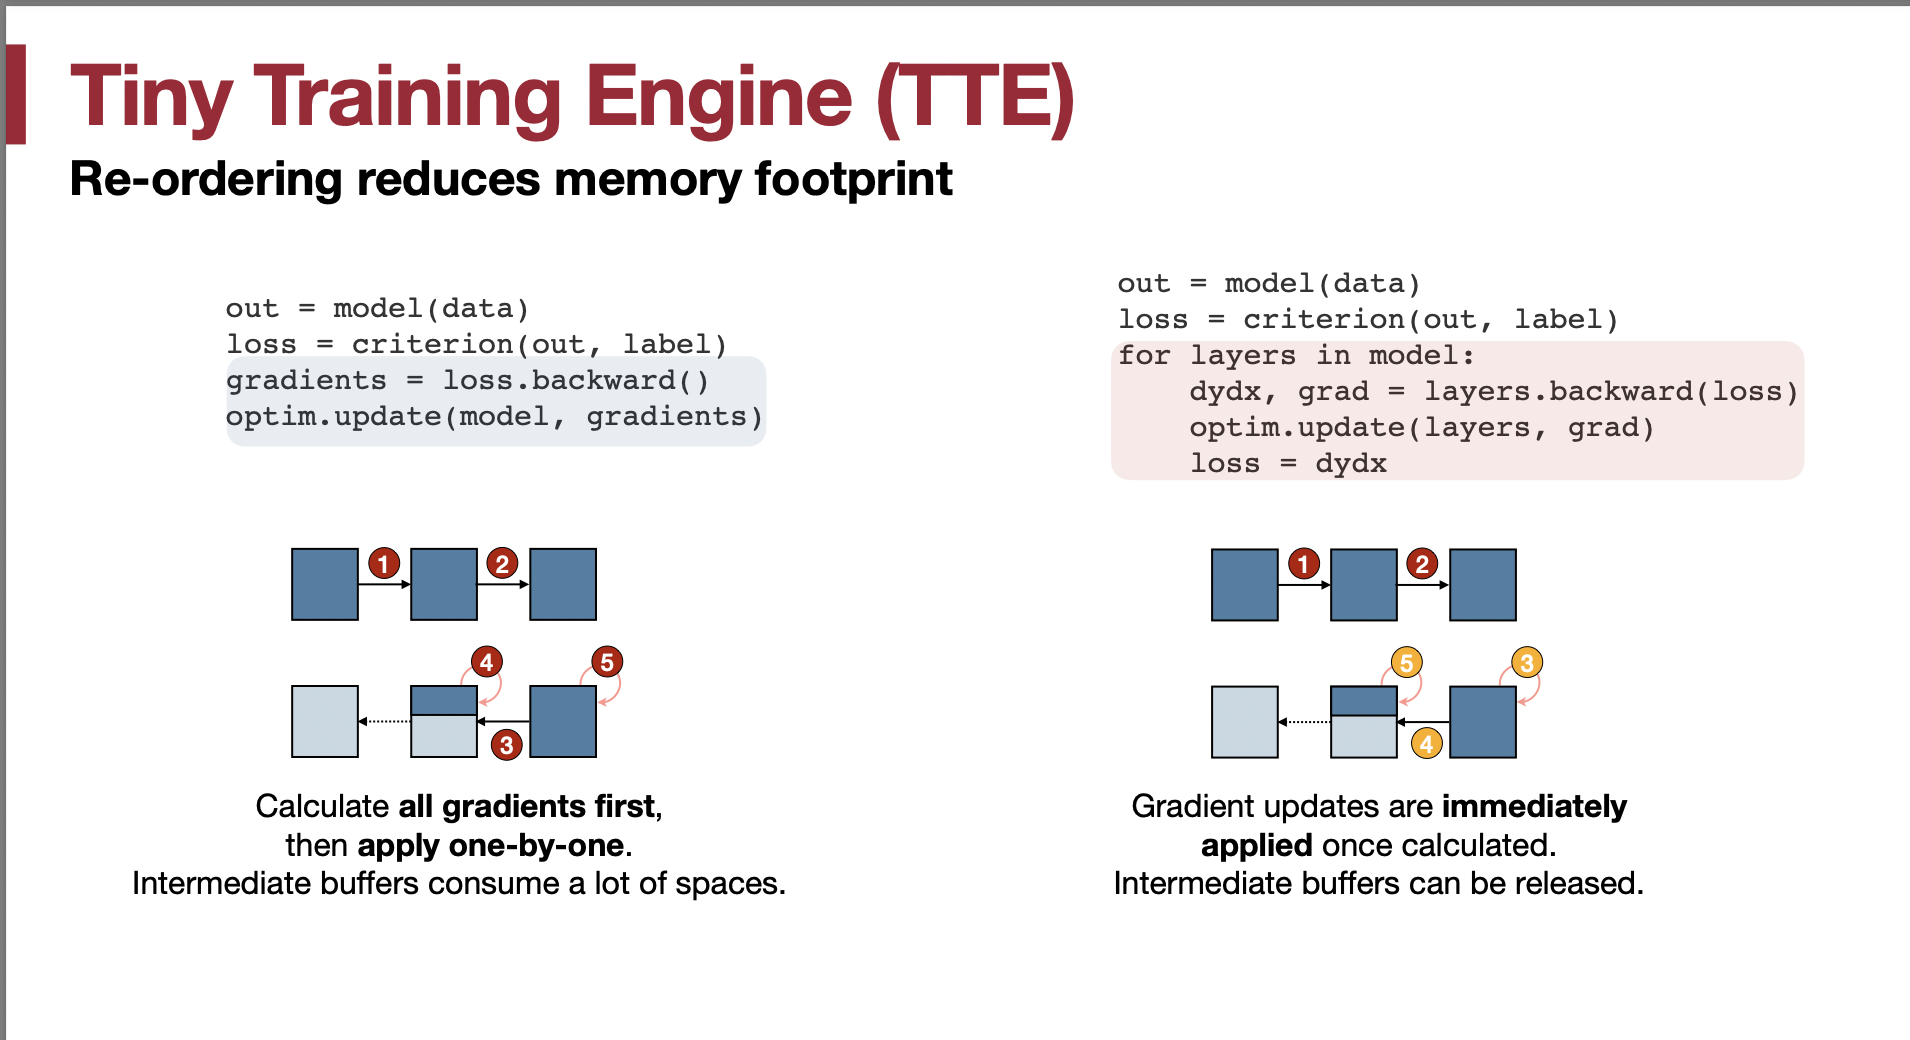 Tiny Training Engine (TTE)
Re-ordering reduces memory footprint
out = model(data)
loss = criterion(out, label)
gradients = loss.backward()
optim.update(model, gradients)
1
2
4
5
3
Calculate all gradients first,
then apply one-by-one.
Intermediate buffers consume a lot of spaces.
out = model(data)
loss = criterion(out, label)
for layers in model:
    dydx, grad = layers.backward(loss)
    optim.update(layers, grad)
    loss = dydx
1
2
5
3
4
Gradient updates are immediately
applied once calculated.
Intermediate buffers can be released.